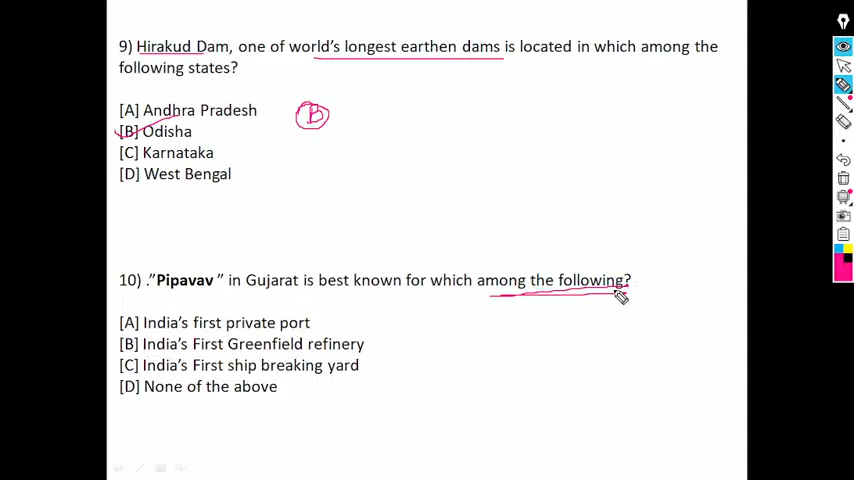 9) Hirakud Dam, one of world's longest earthen dams is located in which among the
following states?
[A] Andhra Pradesh
B
[B] Odisha
[C] Karnataka
[D] West Bengal
10) .”Pipavav ” in Gujarat is best known for which among the following?
[A] India's first private port
[B] India's First Greenfield refinery
[C] India's First ship breaking yard
[D] None of the above